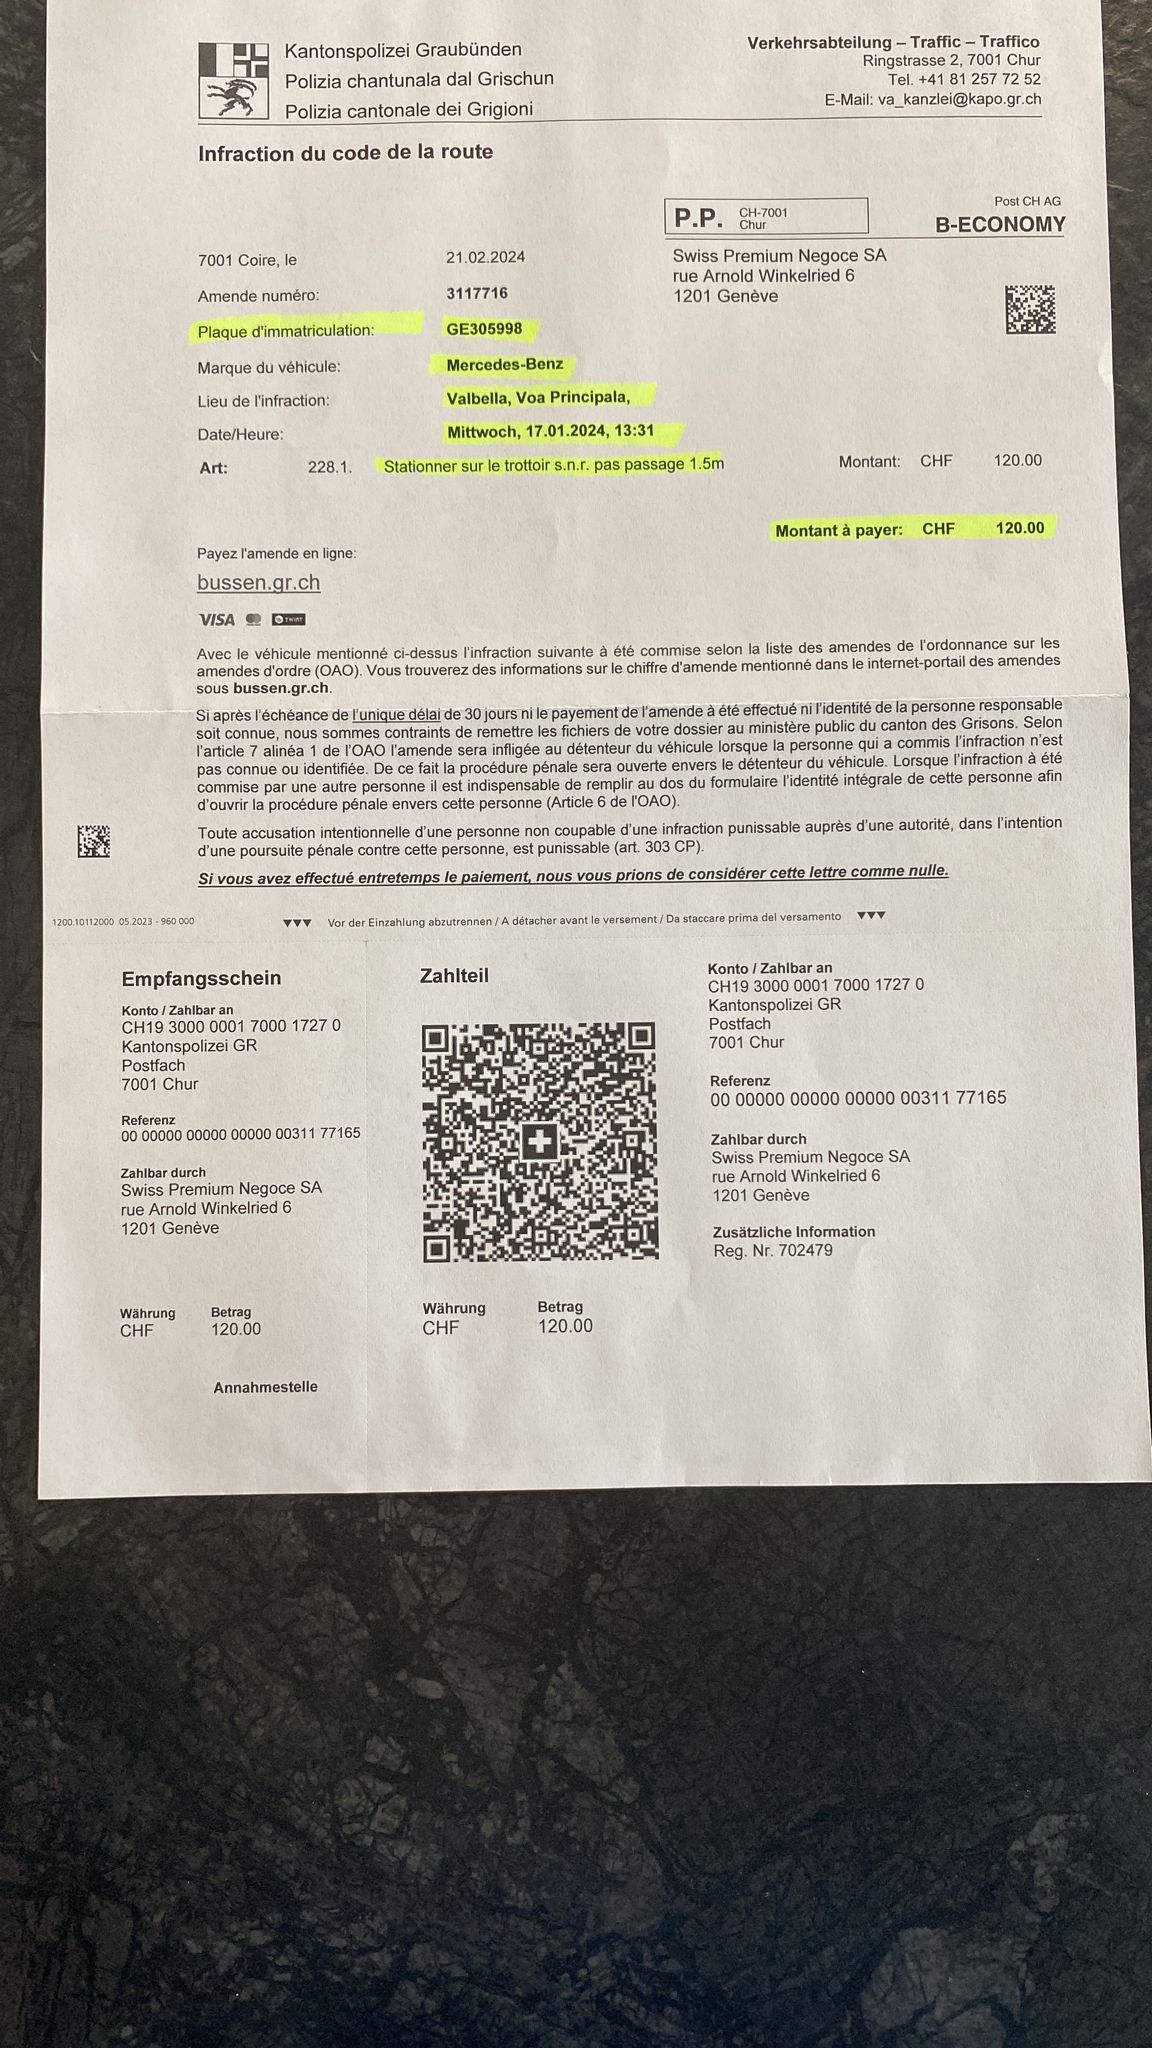 Kantonspolizei Graubünden
Polizia chantunala dal Grischun
Polizia cantonale dei Grigioni
Verkehrsabteilung – Traffic – Traffico
Ringstrasse 2, 7001 Chur
Tel. +41 81 257 72 52
E-Mail: va_kanzlei@kapo.gr.ch
Infraction du code de la route
P.P. CH-7001 Chur
Post CH AG
B-ECONOMY
Swiss Premium Negoce SA
rue Arnold Winkelried 6
1201 Genève
7001 Coire, le 21.02.2024
Amende numéro: 3117716
Plaque d'immatriculation: GE305998
Marque du véhicule: Mercedes-Benz
Lieu de l'infraction: Valbella, Voa Principala,
Date/Heure: Mittwoch, 17.01.2024, 13:31
Art: 228.1. Stationner sur le trottoir s.n.r. pas passage 1.5m Montant: CHF 120.00
Montant à payer: CHF 120.00
Payez l'amende en ligne:
bussen.gr.ch
VISA TWINT
Avec le véhicule mentionné ci-dessus l'infraction suivante à été commise selon la liste des amendes de l'ordonnance sur les
amendes d'ordre (OAO). Vous trouverez des informations sur le chiffre d'amende mentionné dans le internet-portail des amendes
sous bussen.gr.ch.
Si après l'échéance de l'unique délai de 30 jours ni le payement de l'amende à été effectué ni l'identité de la personne responsable
soit connue, nous sommes contraints de remettre les fichiers de votre dossier au ministère public du canton des Grisons. Selon
l'article 7 alinéa 1 de l'OAO l'amende sera infligée au détenteur du véhicule lorsque la personne qui a commis l'infraction n'est
pas connue ou identifiée. De ce fait la procédure pénale sera ouverte envers le détenteur du véhicule. Lorsque l'infraction à été
commise par une autre personne il est indispensable de remplir au dos du formulaire l'identité intégrale de cette personne afin
d'ouvrir la procédure pénale envers cette personne (Article 6 de l'OAO).
Toute accusation intentionnelle d'une personne non coupable d'une infraction punissable auprès d'une autorité, dans l'intention
d'une poursuite pénale contre cette personne, est punissable (art. 303 CP).
Si vous avez effectué entretemps le paiement, nous vous prions de considérer cette lettre comme nulle.
1200.10112000 05.2023 - 960 000
▼▼▼ Vor der Einzahlung abzutrennen / A détacher avant le versement / Da staccare prima del versamento ▼▼▼
Empfangsschein
Konto / Zahlbar an
CH19 3000 0001 7000 1727 0
Kantonspolizei GR
Postfach
7001 Chur
Referenz
00 00000 00000 00000 00311 77165
Zahlbar durch
Swiss Premium Negoce SA
rue Arnold Winkelried 6
1201 Genève
Währung Betrag
CHF 120.00
Annahmestelle
Zahlteil
Währung Betrag
CHF 120.00
Konto / Zahlbar an
CH19 3000 0001 7000 1727 0
Kantonspolizei GR
Postfach
7001 Chur
Referenz
00 00000 00000 00000 00311 77165
Zahlbar durch
Swiss Premium Negoce SA
rue Arnold Winkelried 6
1201 Genève
Zusätzliche Information
Reg. Nr. 702479